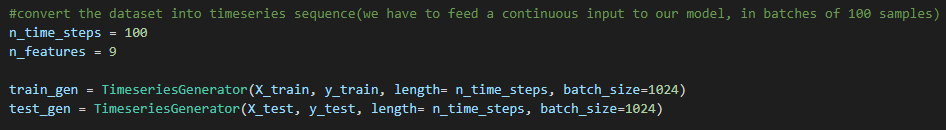 #convert the dataset into timeseries sequence(we have to feed a continuous input to our model, in batches of 100 samples)
n_time_steps = 100
n_features = 9
train_gen = TimeseriesGenerator(X_train, y_train, length= n_time_steps, batch_size=1024)
test_gen = TimeseriesGenerator(X_test, y_test, length= n_time_steps, batch_size=1024)